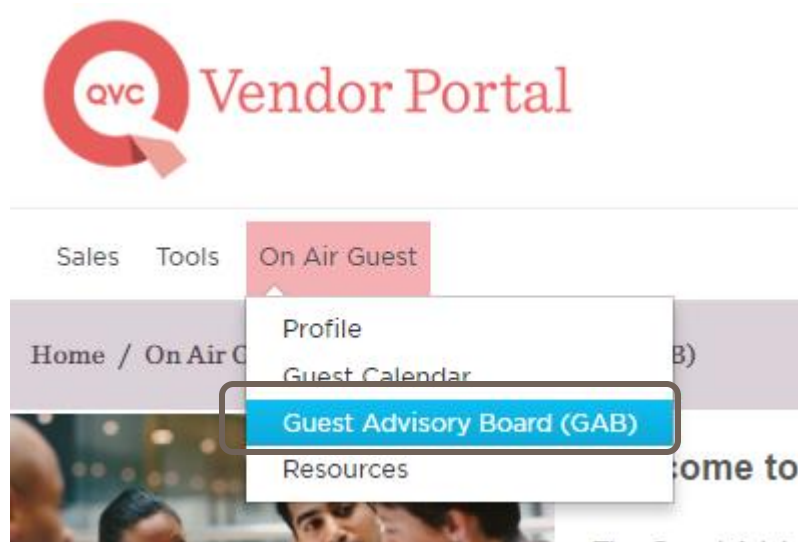 QVC Vendor Portal
Sales Tools On Air Guest
Profile
Home / On Air B)
Guest Calendar
Guest Advisory Board (GAB)
Resources
come to